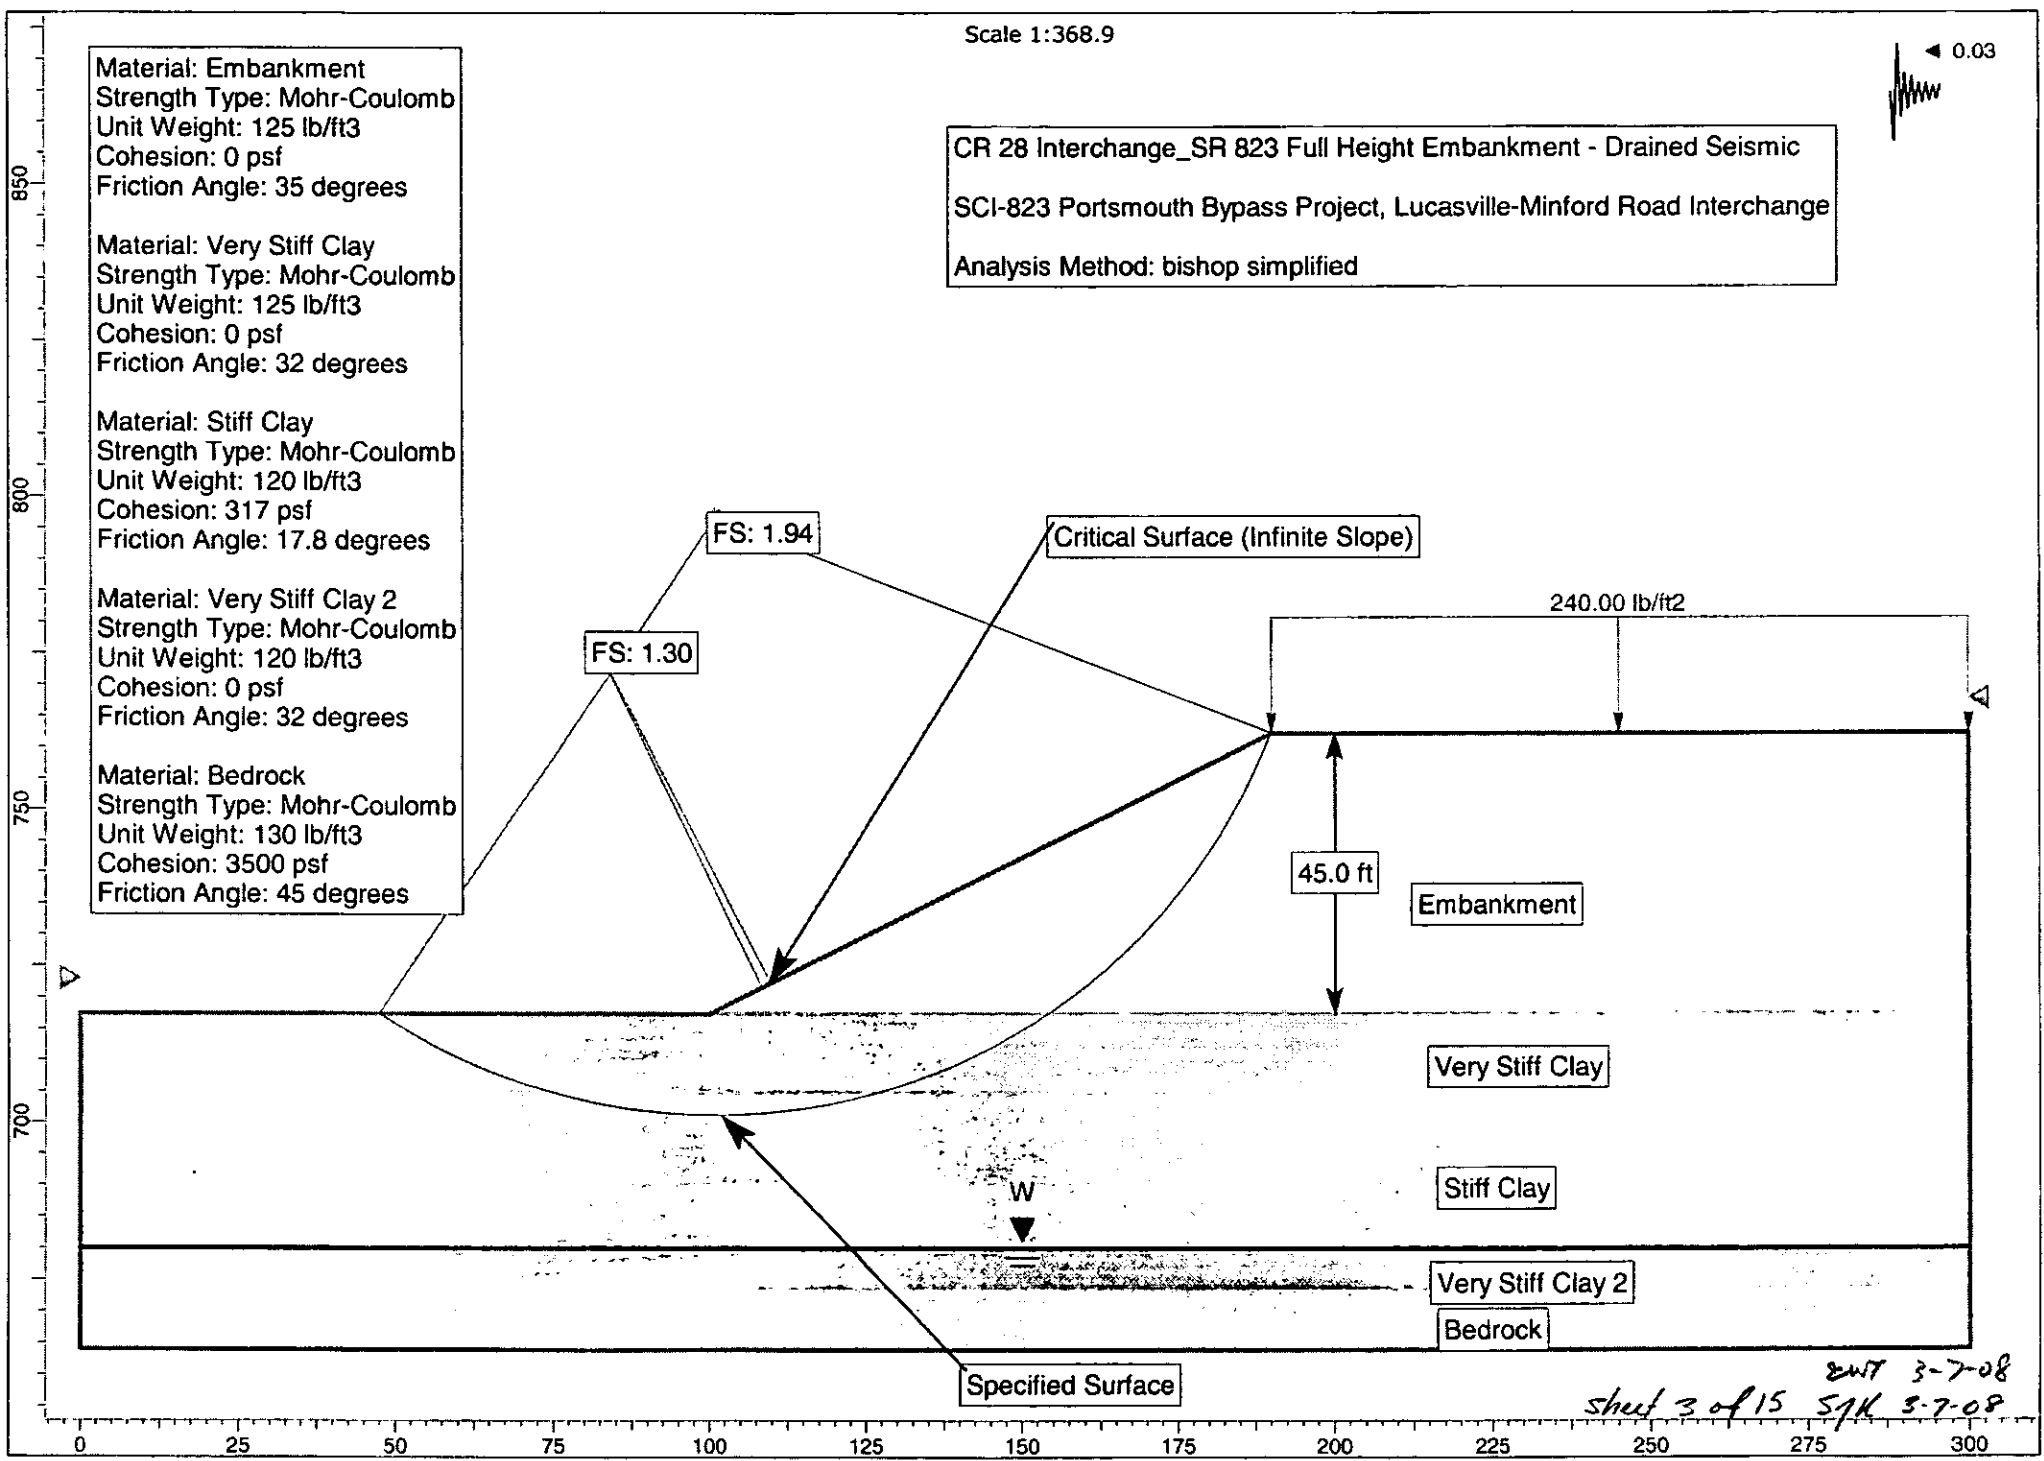 Scale 1:368.9
0.03
Material: Embankment
Strength Type: Mohr-Coulomb
Unit Weight: 125 lb/ft3
Cohesion: 0 psf
Friction Angle: 35 degrees
Material: Very Stiff Clay
Strength Type: Mohr-Coulomb
Unit Weight: 125 lb/ft3
Cohesion: 0 psf
Friction Angle: 32 degrees
Material: Stiff Clay
Strength Type: Mohr-Coulomb
Unit Weight: 120 lb/ft3
Cohesion: 317 psf
Friction Angle: 17.8 degrees
Material: Very Stiff Clay 2
Strength Type: Mohr-Coulomb
Unit Weight: 120 lb/ft3
Cohesion: 0 psf
Friction Angle: 32 degrees
Material: Bedrock
Strength Type: Mohr-Coulomb
Unit Weight: 130 lb/ft3
Cohesion: 3500 psf
Friction Angle: 45 degrees
CR 28 Interchange_SR 823 Full Height Embankment - Drained Seismic
SCI-823 Portsmouth Bypass Project, Lucasville-Minford Road Interchange
Analysis Method: bishop simplified
850
800
750
700
FS: 1.94
Critical Surface (Infinite Slope)
FS: 1.30
240.00 lb/ft2
45.0 ft
Embankment
Very Stiff Clay
Stiff Clay
W
Very Stiff Clay 2
Bedrock
Specified Surface
3-7-08
sheet 3 of 15 SJK 3-7-08
0 25 50 75 100 125 150 175 200 225 250 275 300